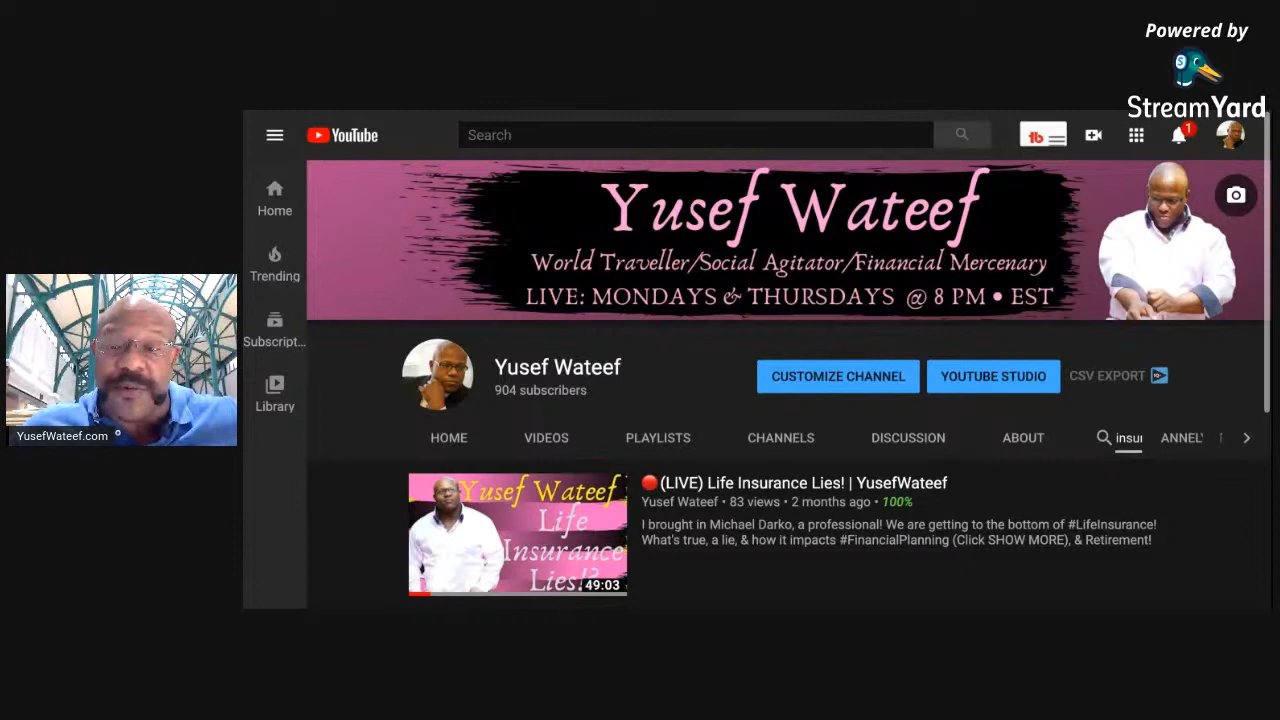 Powered by
StreamYard
YouTube
Search
1
Home
Trending
Subscript...
Library
Yusef Wateef
World Traveller/Social Agitator/Financial Mercenary
LIVE: MONDAYS & THURSDAYS @ 8 PM • EST
Yusef Wateef
904 subscribers
CUSTOMIZE CHANNEL
YOUTUBE STUDIO
CSV EXPORT
HOME
VIDEOS
PLAYLISTS
CHANNELS
DISCUSSION
ABOUT
insu
ANNEL
Yusef Wateef
Life
Insurance
Lies!?
49:03
(LIVE) Life Insurance Lies! | YusefWateef
Yusef Wateef • 83 views • 2 months ago • 100%
I brought in Michael Darko, a professional! We are getting to the bottom of #LifeInsurance!
What's true, a lie, & how it impacts #FinancialPlanning (Click SHOW MORE), & Retirement!
YusefWateef.com